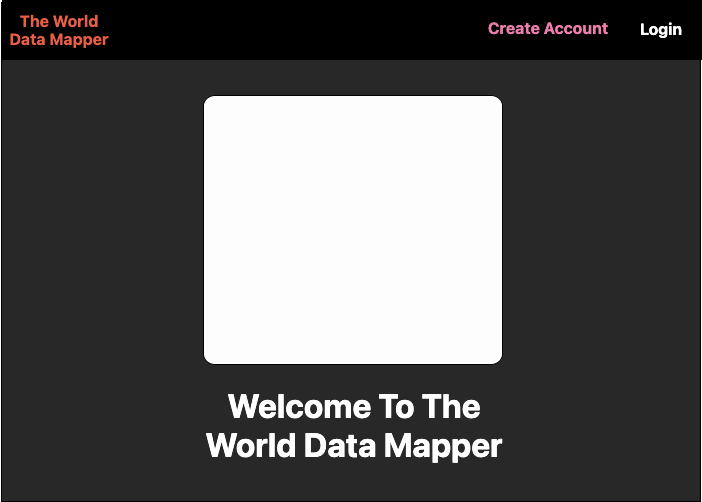 The World
Data Mapper
Create Account
Login
Welcome To The
World Data Mapper